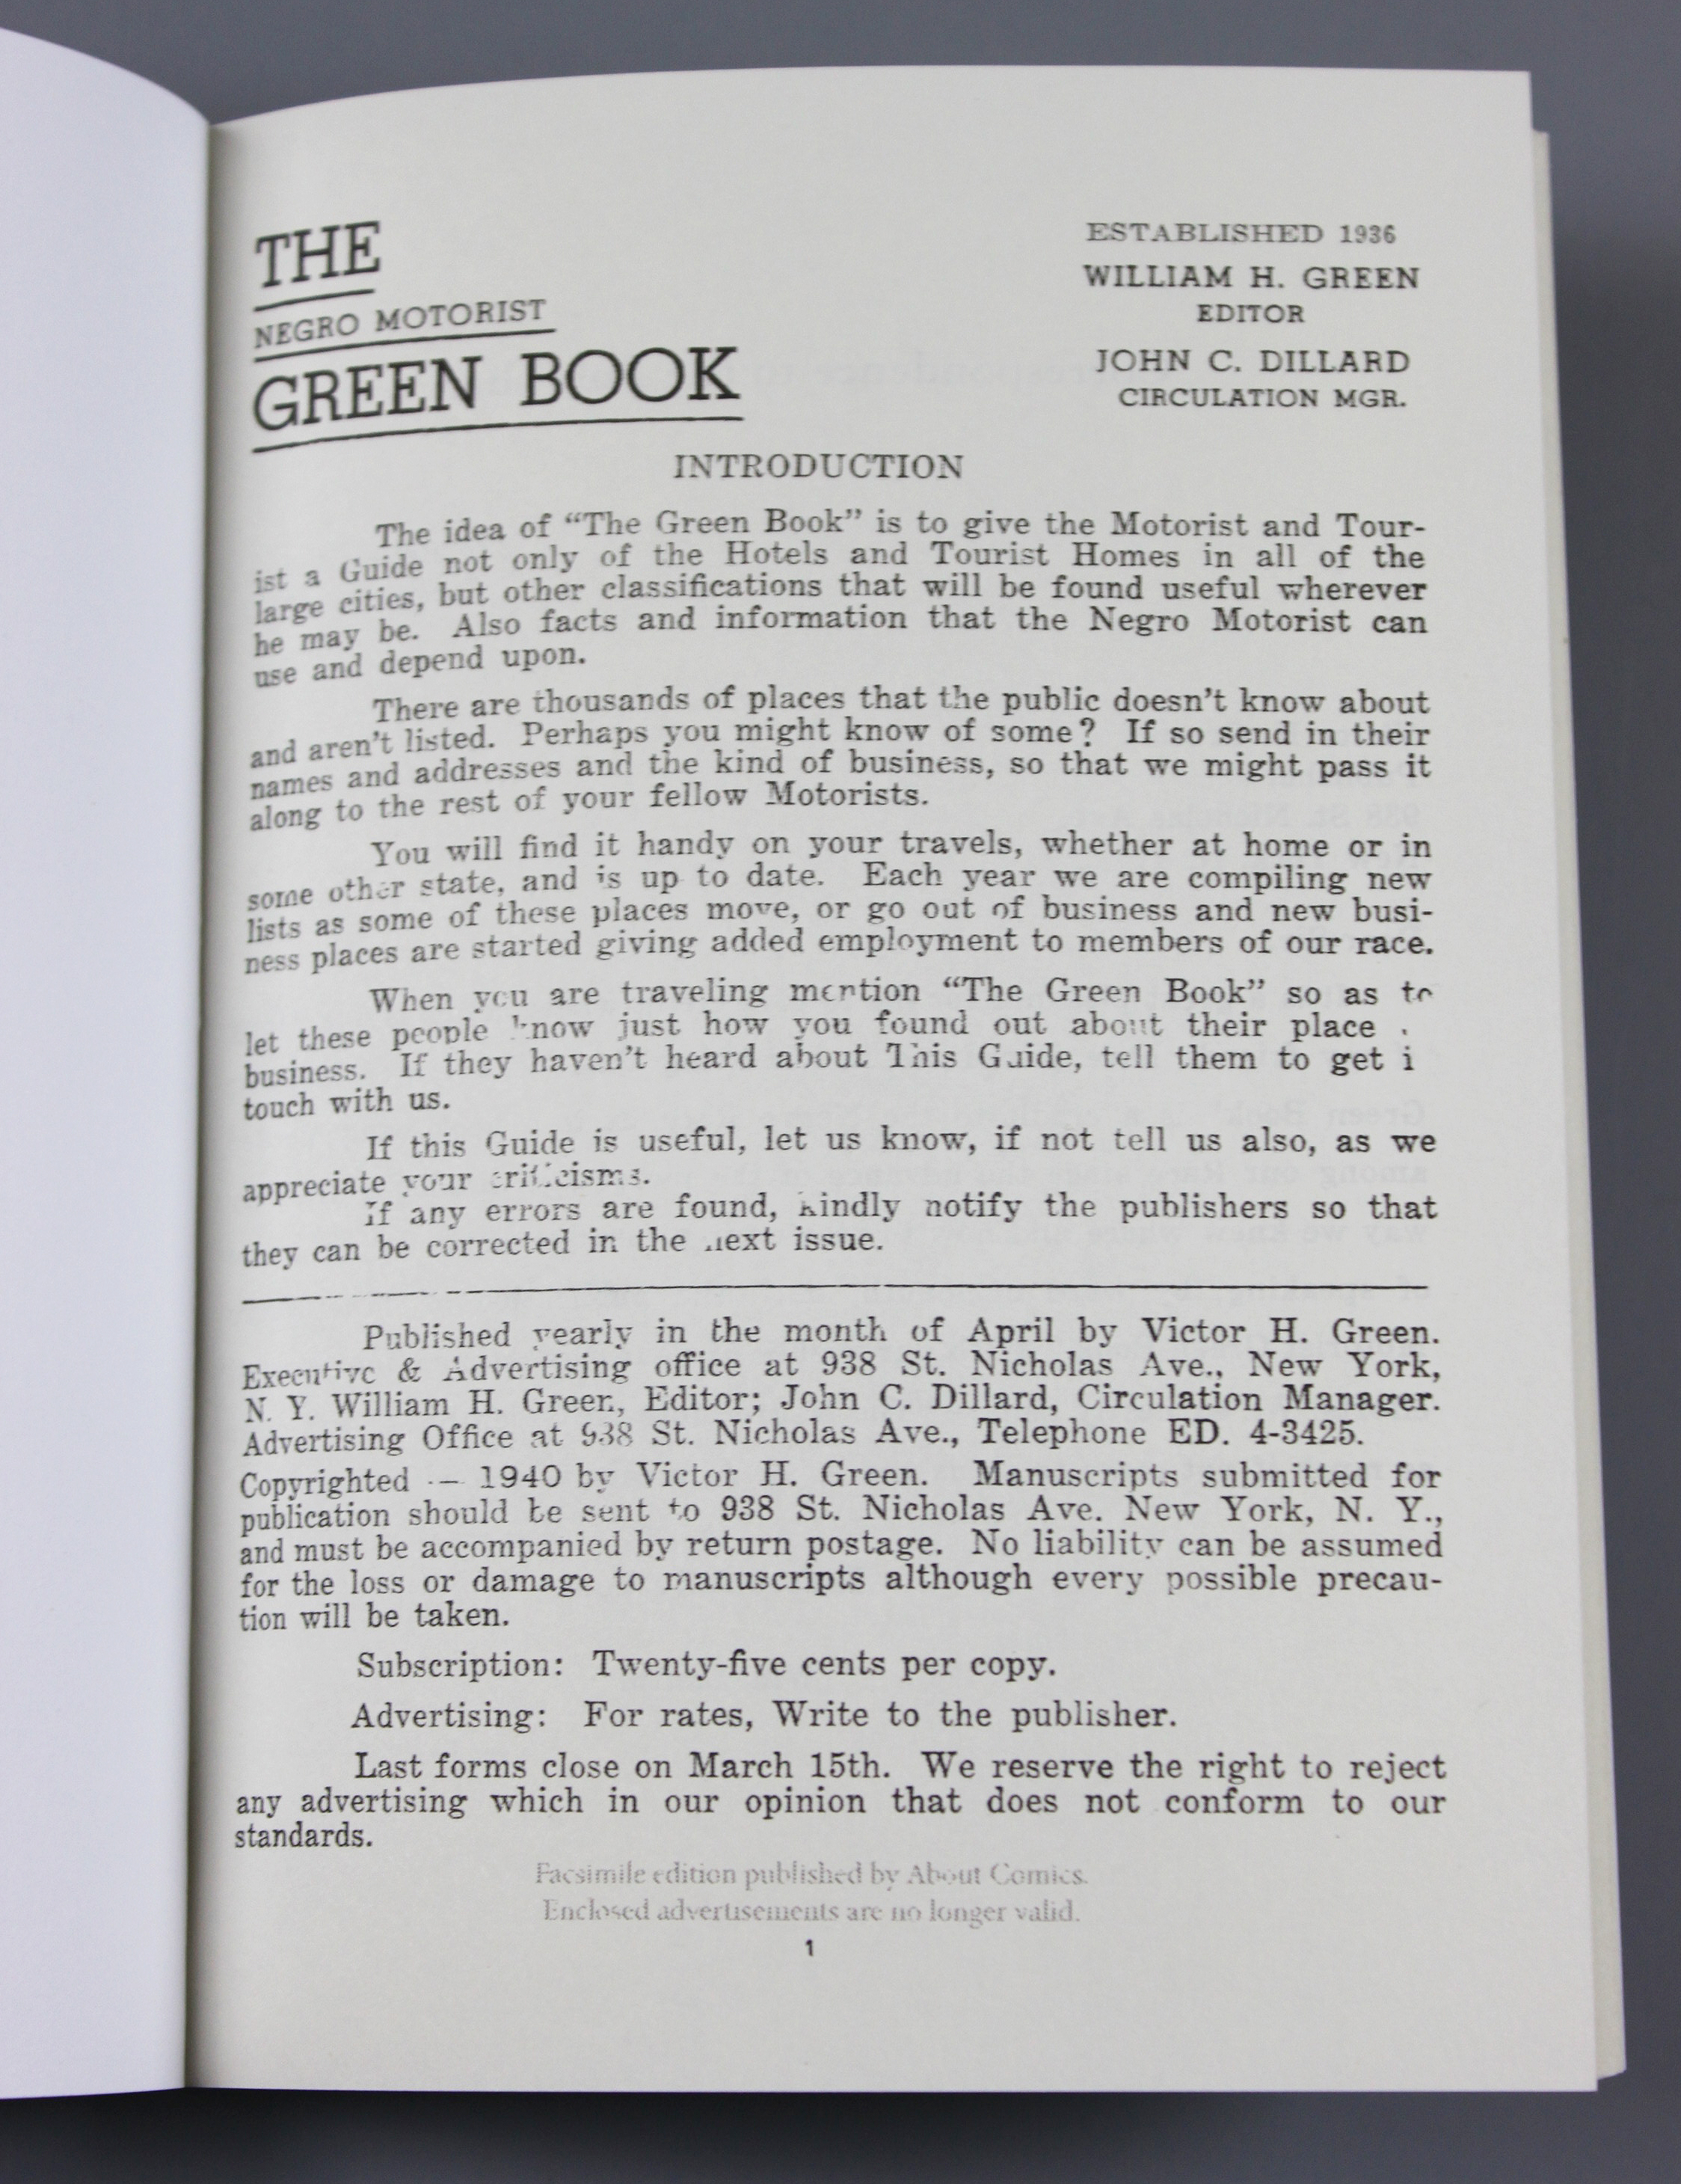 THE
NEGRO MOTORIST
GREEN BOOK
ESTABLISHED 1936
WILLIAM H. GREEN
EDITOR
JOHN C. DILLARD
CIRCULATION MGR.
INTRODUCTION
The idea of “The Green Book” is to give the Motorist and Tour-
ist a Guide not only of the Hotels and Tourist Homes in all of the
large cities, but other classifications that will be found useful wherever
he may be. Also facts and information that the Negro Motorist can
use and depend upon.
There are thousands of places that the public doesn't know about
and aren't listed. Perhaps you might know of some? If so send in their
names and addresses and the kind of business, so that we might pass it
along to the rest of your fellow Motorists.
You will find it handy on your travels, whether at home or in
some other state, and is up to date. Each year we are compiling new
lists as some of these places move, or go out of business and new busi-
ness places are started giving added employment to members of our race.
When you are traveling mention “The Green Book” so as to
let these people know just how you found out about their place
business. If they haven't heard about This Guide, tell them to get i
touch with us.
If this Guide is useful, let us know, if not tell us also, as we
appreciate your criticisms.
If any errors are found, kindly notify the publishers so that
they can be corrected in the next issue.
Published yearly in the month of April by Victor H. Green.
Executive & Advertising office at 938 St. Nicholas Ave., New York,
N. Y. William H. Green, Editor; John C. Dillard, Circulation Manager.
Advertising Office at 938 St. Nicholas Ave., Telephone ED. 4-3425.
Copyrighted — 1940 by Victor H. Green. Manuscripts submitted for
publication should be sent to 938 St. Nicholas Ave. New York, N. Y.,
and must be accompanied by return postage. No liability can be assumed
for the loss or damage to manuscripts although every possible precau-
tion will be taken.
Subscription: Twenty-five cents per copy.
Advertising: For rates, Write to the publisher.
Last forms close on March 15th. We reserve the right to reject
any advertising which in our opinion that does not conform to our
standards.
Facsimile edition published by About Comics.
Enclosed advertisements are no longer valid.
1